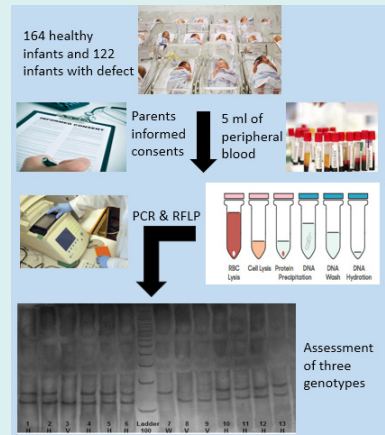 164 healthy
infants and 122
infants with defect
INFORMED CONSENT
Parents
informed
consents
5 ml of
peripheral
blood
PCR & RFLP
RBC
Lysis
Cell Lysis
Protein
Precipitation
DNA
DNA
Wash
DNA
Hydration
Assessment
of three
genotypes
1 2 3 4 5 6 Ladder 7 8 9 10 11 12 13
H H V H H H 100 W V V H H H H